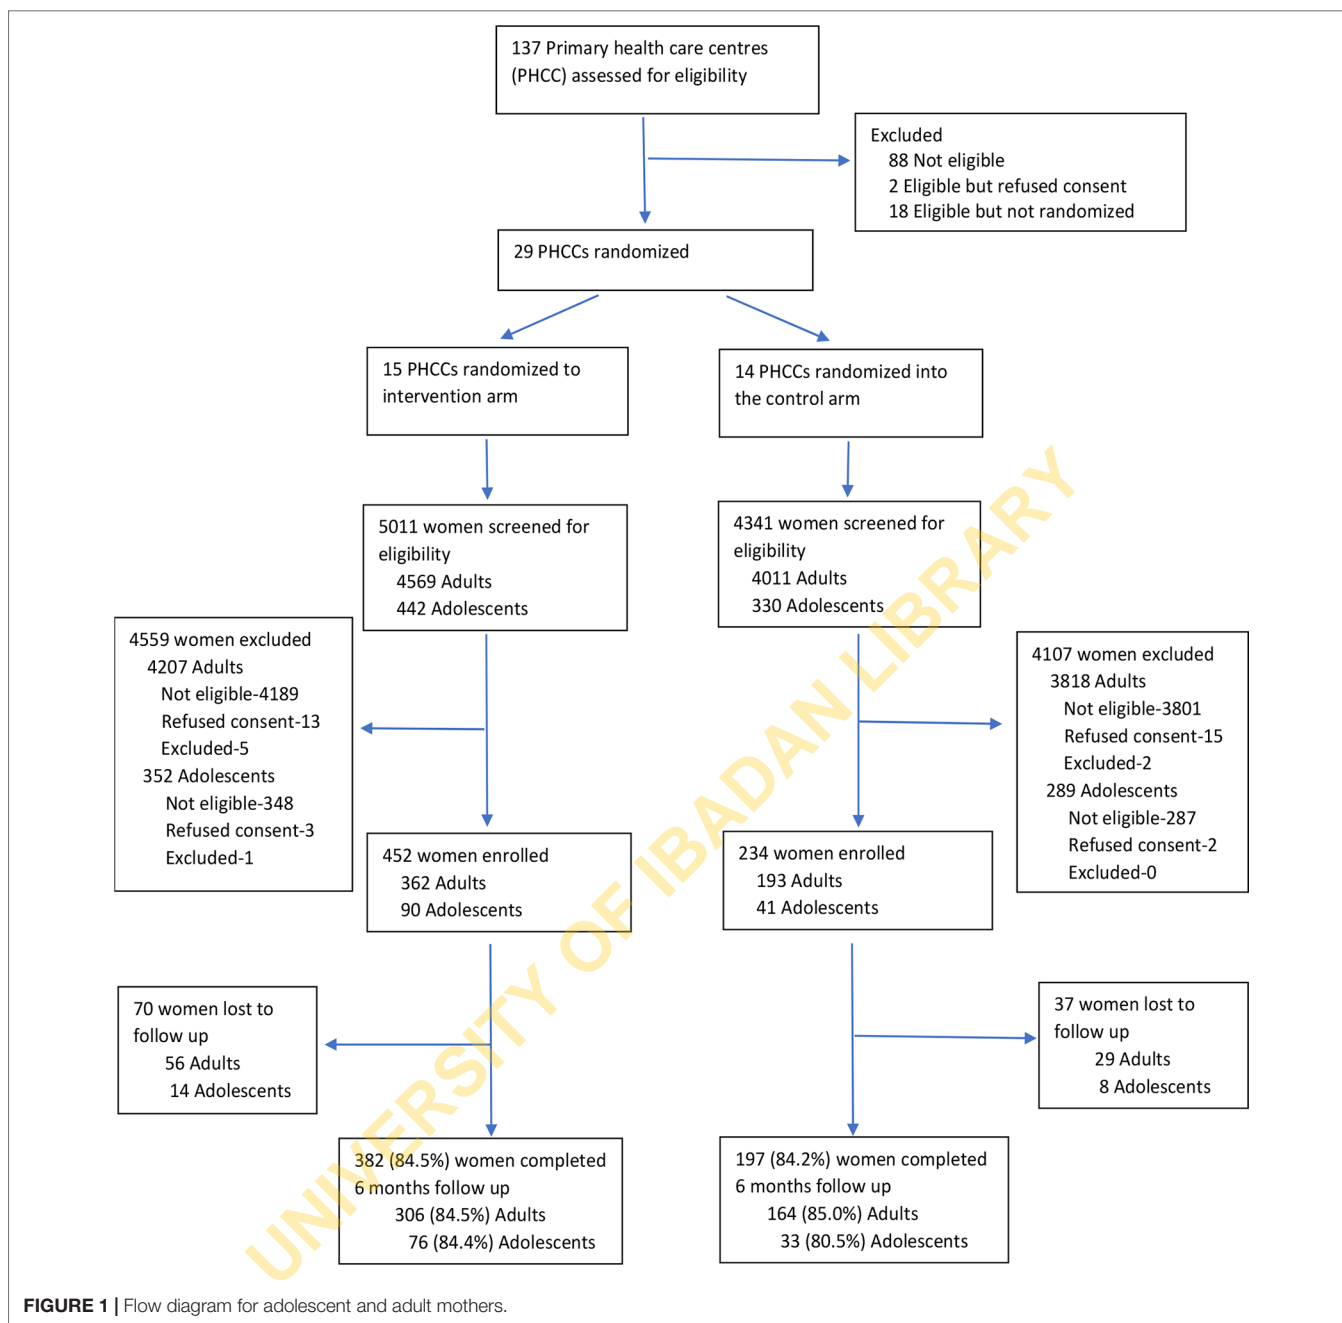 137 Primary health care centres
(PHCC) assessed for eligibility
Excluded
88 Not eligible
2 Eligible but refused consent
18 Eligible but not randomized
29 PHCCs randomized
15 PHCCs randomized to
intervention arm
14 PHCCs randomized into
the control arm
5011 women screened for
eligibility
4569 Adults
442 Adolescents
4341 women screened for
eligibility
4011 Adults
330 Adolescents
4559 women excluded
4207 Adults
Not eligible-4189
Refused consent-13
Excluded-5
352 Adolescents
Not eligible-348
Refused consent-3
Excluded-1
4107 women excluded
3818 Adults
Not eligible-3801
Refused consent-15
Excluded-2
289 Adolescents
Not eligible-287
Refused consent-2
Excluded-0
452 women enrolled
362 Adults
90 Adolescents
234 women enrolled
193 Adults
41 Adolescents
70 women lost to
follow up
56 Adults
14 Adolescents
37 women lost to
follow up
29 Adults
8 Adolescents
382 (84.5%) women completed
6 months follow up
306 (84.5%) Adults
76 (84.4%) Adolescents
197 (84.2%) women completed
6 months follow up
164 (85.0%) Adults
33 (80.5%) Adolescents
UNIVERSITY OF IBADAN LIBRARY
FIGURE 1 | Flow diagram for adolescent and adult mothers.